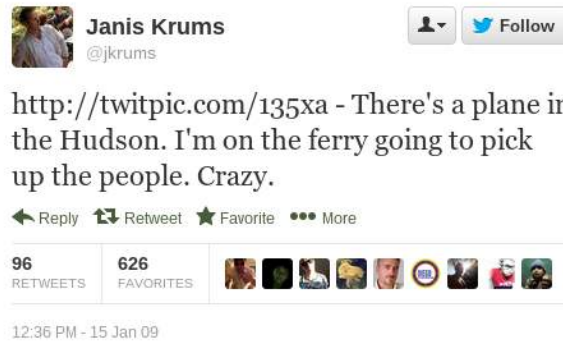 Janis Krums
@jkrums
Follow
http://twitpic.com/135xa - There's a plane in
the Hudson. I'm on the ferry going to pick
up the people. Crazy.
Reply Retweet Favorite More
96 626
RETWEETS FAVORITES
12:36 PM - 15 Jan 09